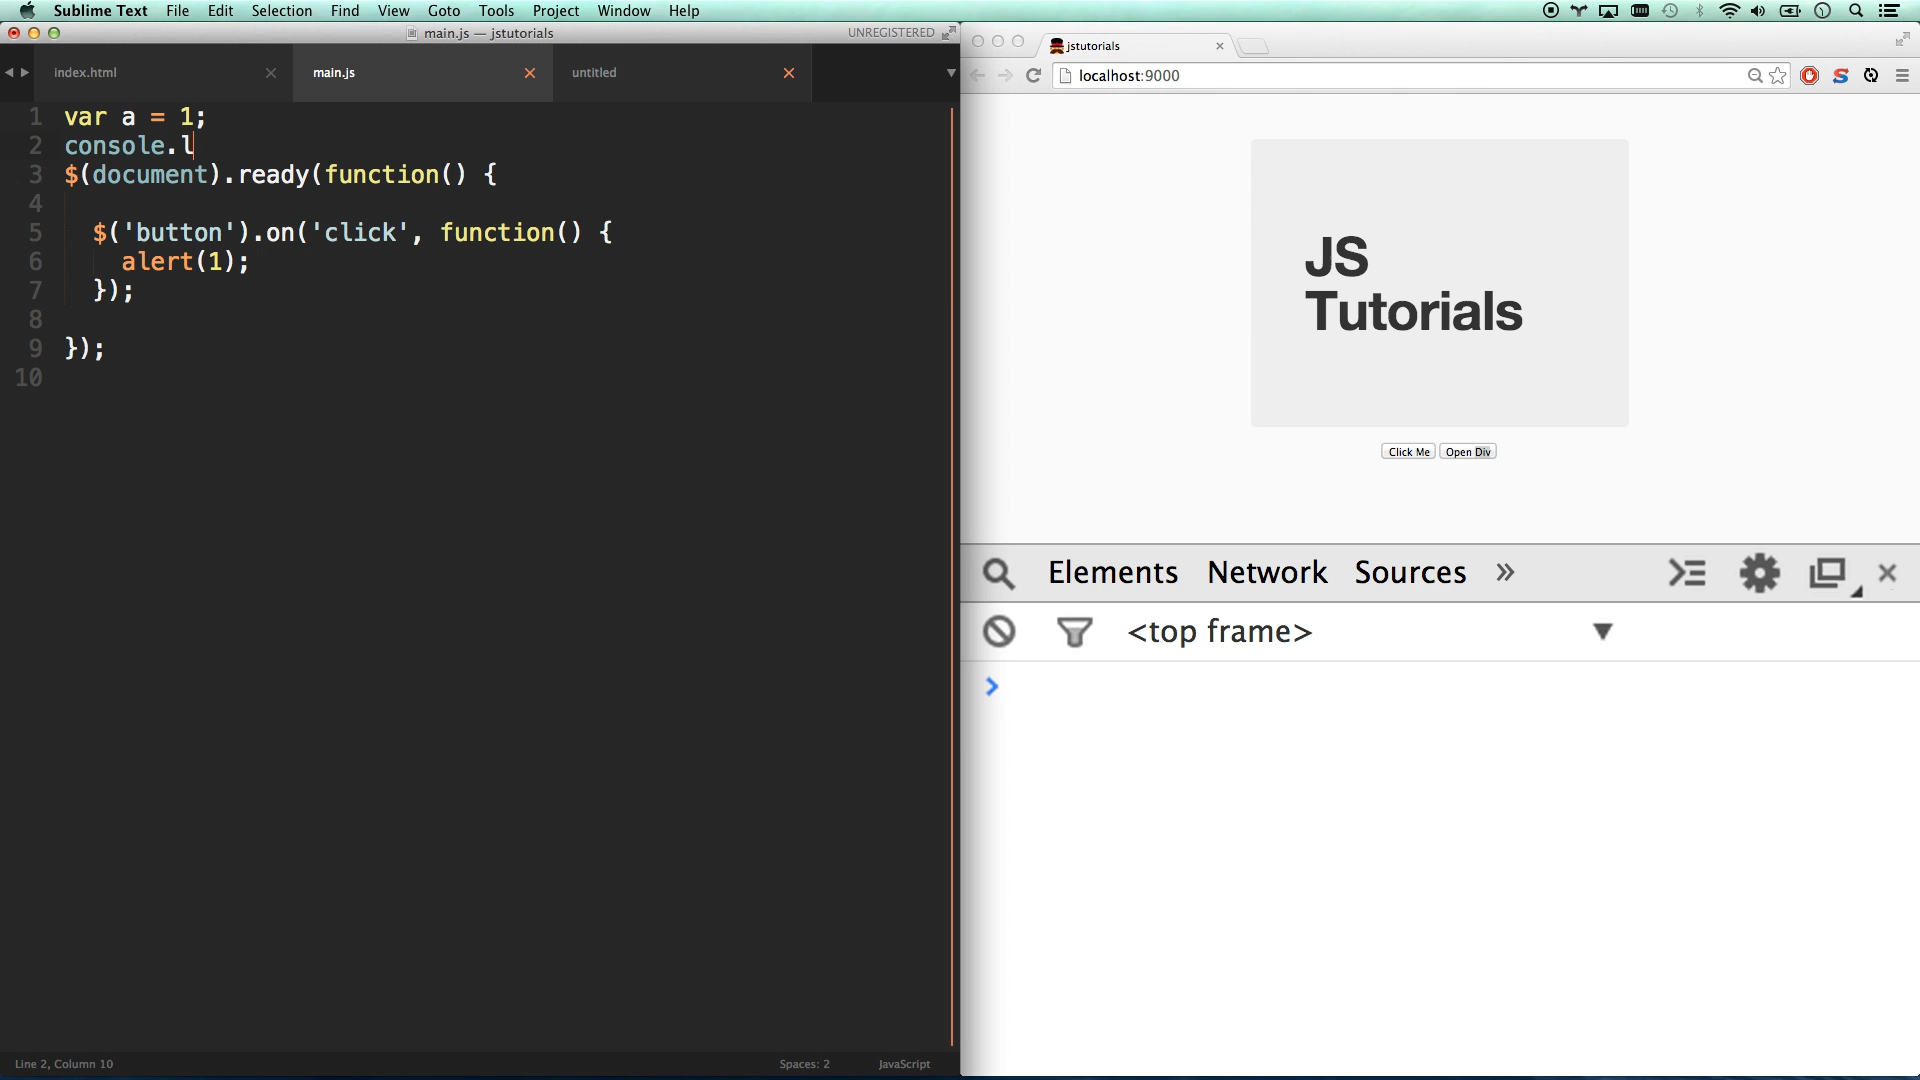 Sublime Text File Edit Selection Find View Goto Tools Project Window Help
main.js — jstutorials UNREGISTERED
index.html main.js untitled
1 var a = 1;
2 console.l
3 $(document).ready(function() {
4
5 $('button').on('click', function() {
6 alert(1);
7 });
8
9 });
10
Line 2, Column 10 Spaces: 2 JavaScript
jstutorials
localhost:9000
JS
Tutorials
Click Me Open Div
Elements Network Sources »
<top frame>